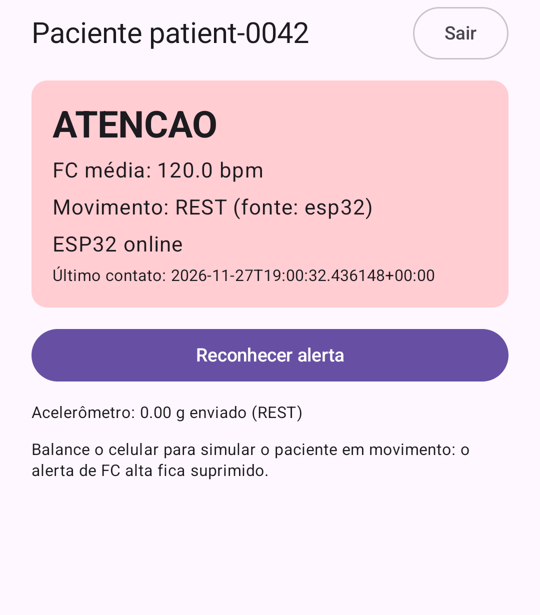 Paciente patient-0042
Sair
ATENCAO
FC média: 120.0 bpm
Movimento: REST (fonte: esp32)
ESP32 online
Último contato: 2026-11-27T19:00:32.436148+00:00
Reconhecer alerta
Acelerômetro: 0.00 g enviado (REST)
Balance o celular para simular o paciente em movimento: o
alerta de FC alta fica suprimido.